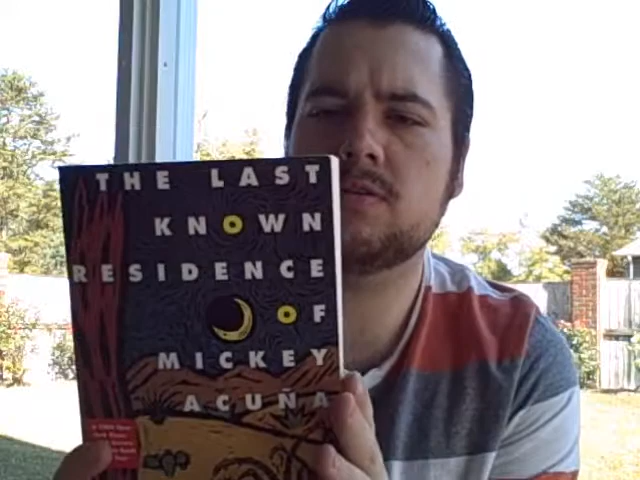 THE LAST
KNOWN
RESIDENCE
OF
MICKEY
ACUÑA